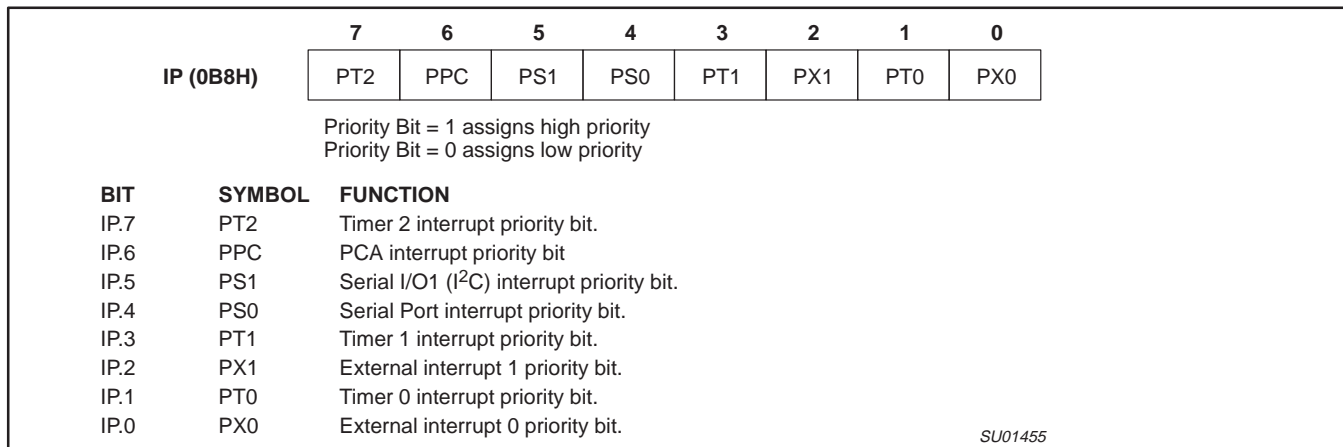 7 6 5 4 3 2 1 0
IP (0B8H) PT2 PPC PS1 PS0 PT1 PX1 PT0 PX0
Priority Bit = 1 assigns high priority
Priority Bit = 0 assigns low priority
BIT SYMBOL FUNCTION
IP.7 PT2 Timer 2 interrupt priority bit.
IP.6 PPC PCA interrupt priority bit
IP.5 PS1 Serial I/O1 (I²C) interrupt priority bit.
IP.4 PS0 Serial Port interrupt priority bit.
IP.3 PT1 Timer 1 interrupt priority bit.
IP.2 PX1 External interrupt 1 priority bit.
IP.1 PT0 Timer 0 interrupt priority bit.
IP.0 PX0 External interrupt 0 priority bit.
SU01455